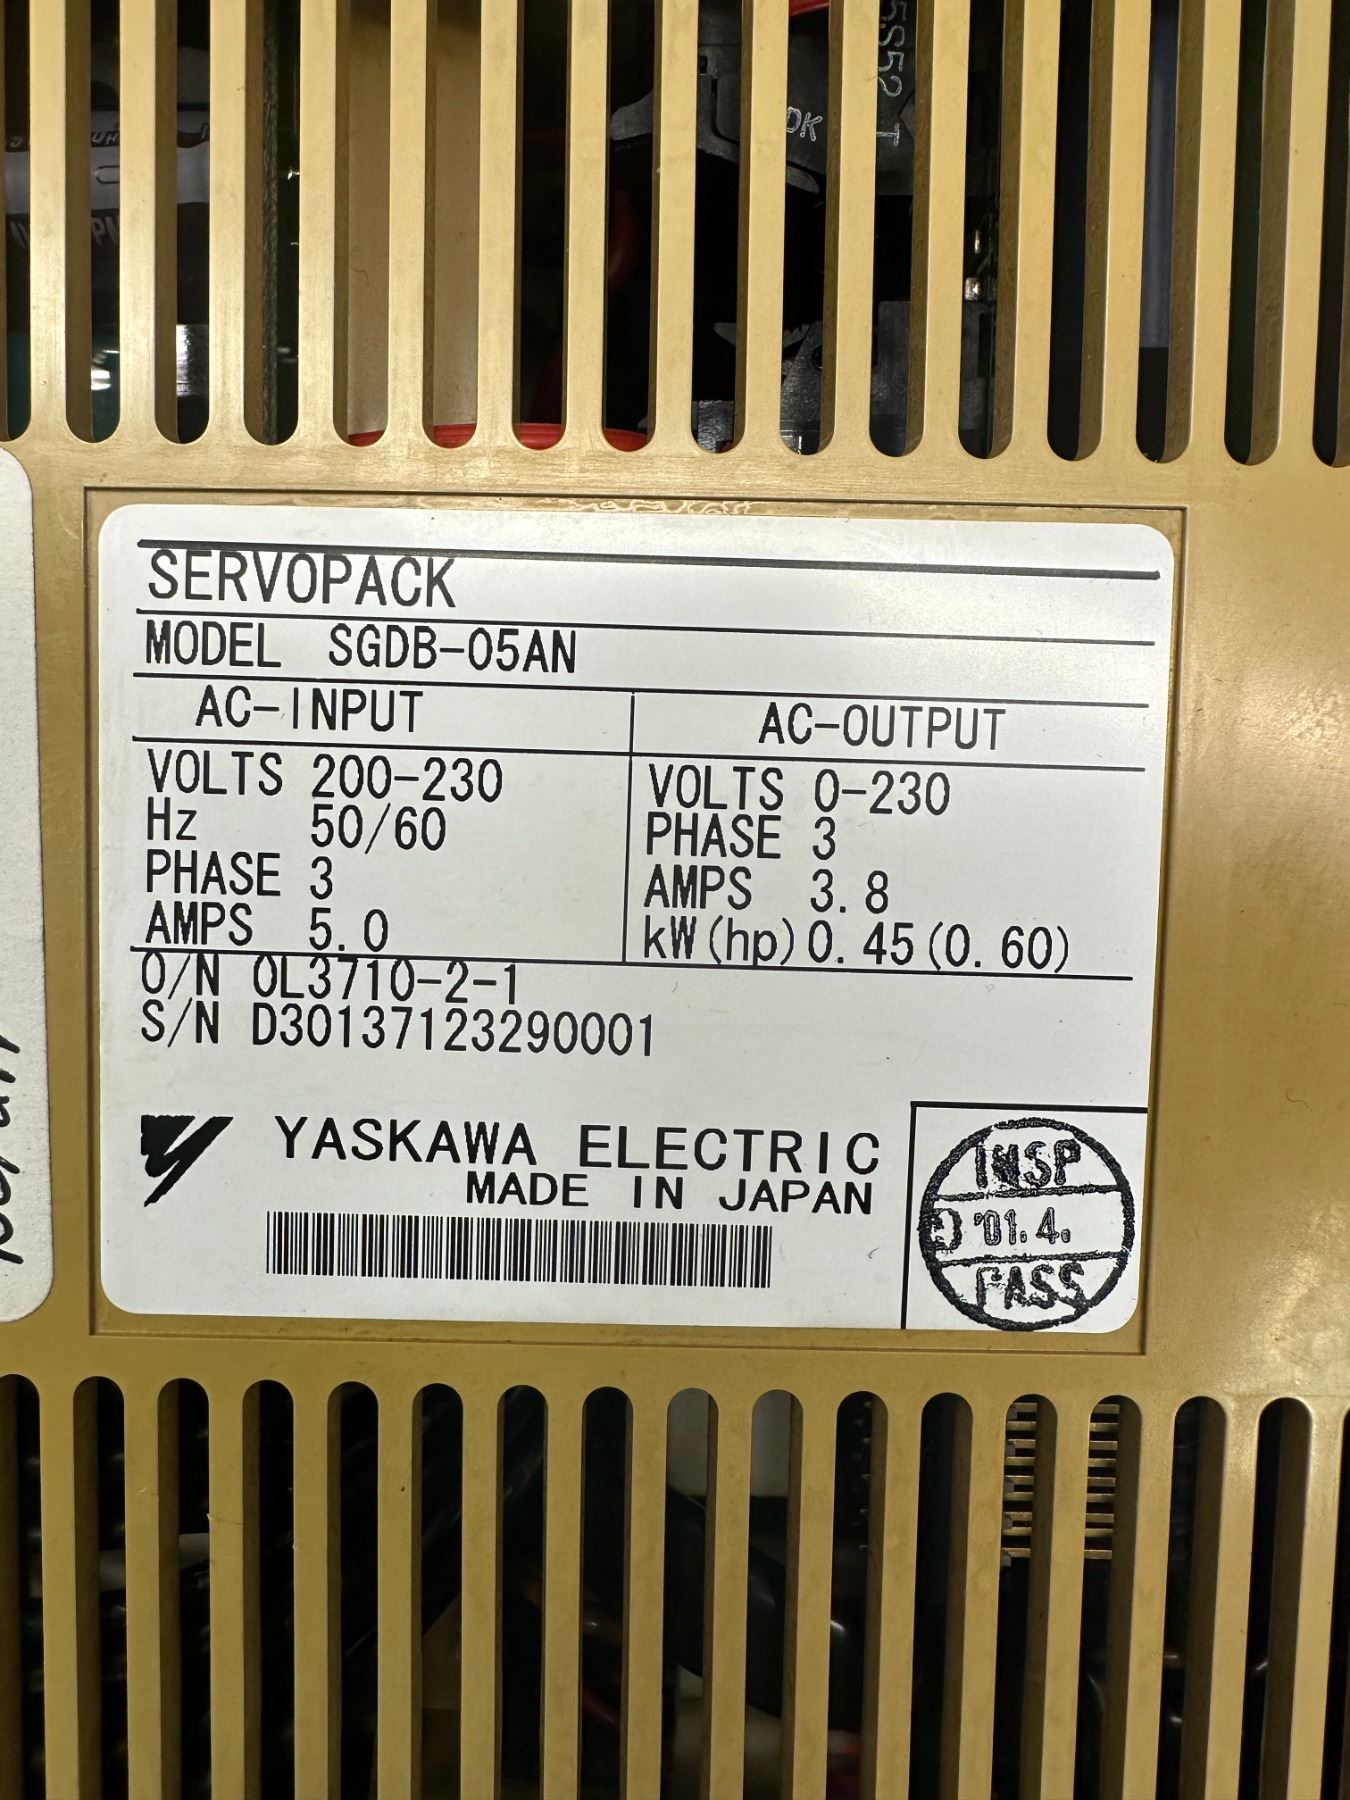 5S52 T
OK
SERVOPACK
MODEL SGDB-05AN
AC-INPUT AC-OUTPUT
VOLTS 200-230
Hz 50/60
PHASE 3
AMPS 5.0
VOLTS 0-230
PHASE 3
AMPS 3.8
kW(hp) 0.45(0.60)
O/N 0L3710-2-1
S/N D30137123290001
YASKAWA ELECTRIC
MADE IN JAPAN
INSP
'01.4.
PASS